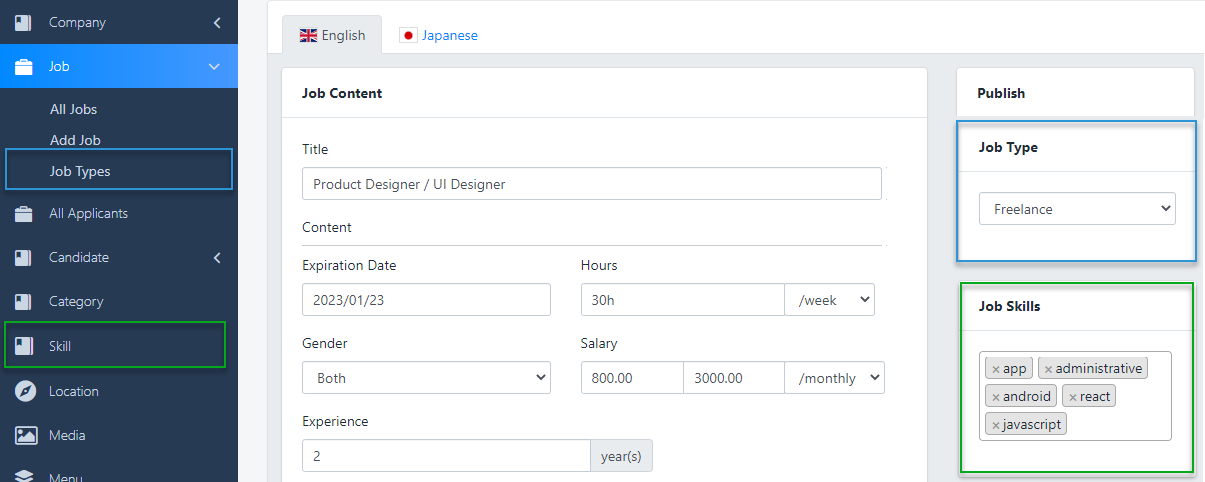 Company
Job
All Jobs
Add Job
Job Types
All Applicants
Candidate
Category
Skill
Location
Media
Menu
English
Japanese
Job Content
Title
Product Designer / UI Designer
Content
Expiration Date
Hours
2023/01/23
30h
/week
Gender
Salary
Both
800.00
3000.00
/monthly
Experience
2
year(s)
Publish
Job Type
Freelance
Job Skills
×app ×administrative
×android ×react
×javascript